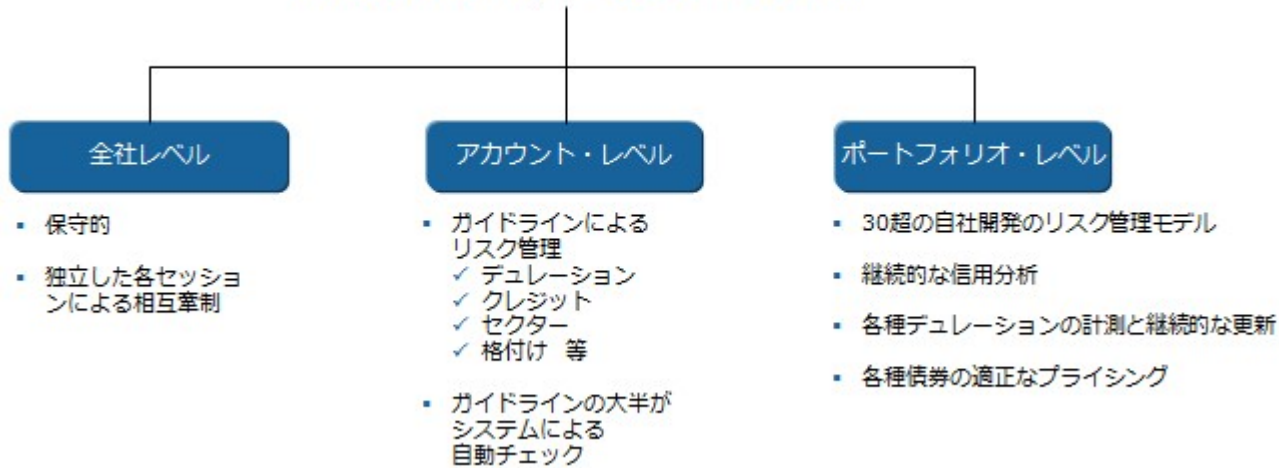 全社レベル
保守的
独立した各セッショ
ンによる相互牽制
アカウント・レベル
ガイドラインによる
リスク管理
デュレーション
クレジット
セクター
格付け 等
ガイドラインの大半が
システムによる
自動チェック
ポートフォリオ・レベル
30超の自社開発のリスク管理モデル
継続的な信用分析
各種デュレーションの計測と継続的な更新
各種債券の適正なプライシング